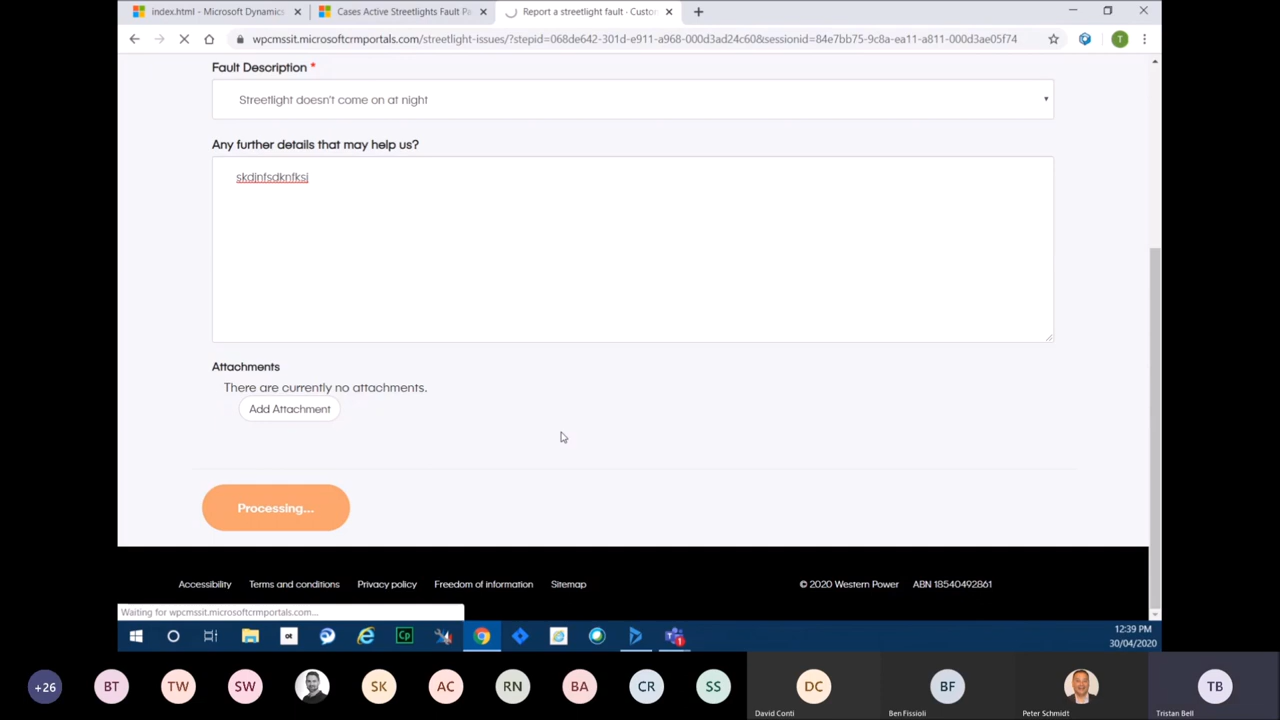 index.html - Microsoft Dynamics
Cases Active Streetlights Fault Pa
Report a streetlight fault · Custom
wpcmssit.microsoftcrmportals.com/streetlight-issues/?stepid=068de642-301d-e911-a968-000d3ad24c60&sessionid=84e7bb75-9c8a-ea11-a811-000d3ae05f74
T
Fault Description *
Streetlight doesn't come on at night
Any further details that may help us?
skdjnfsdknfksj
Attachments
There are currently no attachments.
Add Attachment
Processing...
Accessibility Terms and conditions Privacy policy Freedom of information Sitemap © 2020 Western Power ABN 18540492861
Waiting for wpcmssit.microsoftcrmportals.com...
ot
Cp
1
12:39 PM
30/04/2020
+26 BT TW SW SK AC RN BA CR SS DC BF TB
David Conti Ben Fissioli Peter Schmidt Tristan Bell